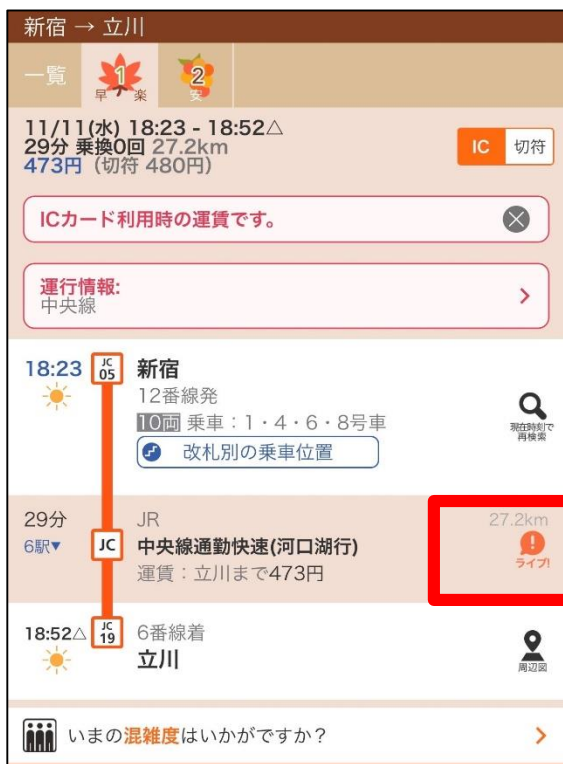 新宿 → 立川
一覧
1
早 楽
2
安
11/11(水) 18:23 - 18:52△
29分 乗換0回 27.2km
473円 (切符 480円)
IC 切符
ICカード利用時の運賃です。
運行情報:
中央線
18:23 JC 05 新宿
12番線発
10両 乗車:1・4・6・8号車
改札別の乗車位置
現在時刻で
再検索
29分 JR 27.2km
6駅▼ JC 中央線通勤快速(河口湖行)
ライブ!
運賃:立川まで473円
18:52△ JC 19 6番線着
立川
周辺図
いまの混雑度はいかがですか?